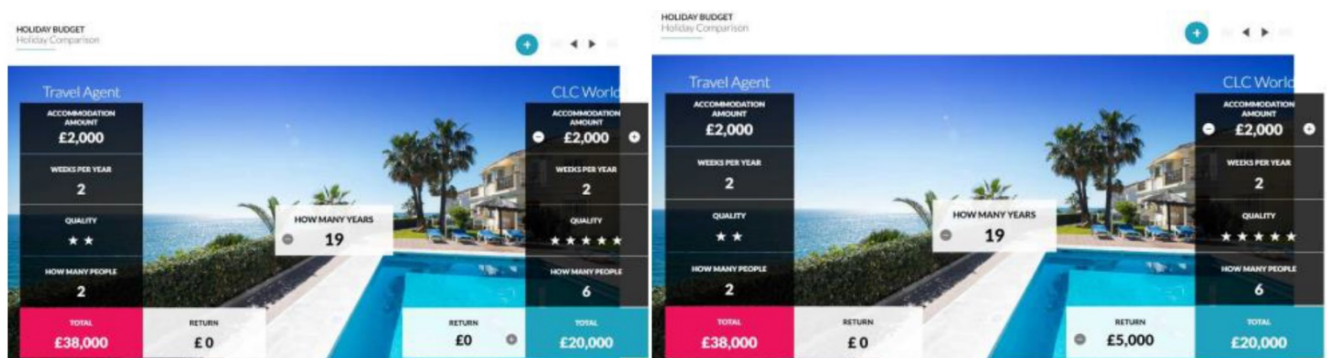 HOLIDAY BUDGET
Holiday Comparison
Travel Agent
CLC World
ACCOMMODATION
AMOUNT
£2,000
ACCOMMODATION
AMOUNT
£2,000
WEEKS PER YEAR
2
WEEKS PER YEAR
2
QUALITY
QUALITY
HOW MANY YEARS
19
HOW MANY PEOPLE
2
HOW MANY PEOPLE
6
TOTAL
£38,000
RETURN
£0
RETURN
£0
TOTAL
£20,000
HOLIDAY BUDGET
Holiday Comparison
Travel Agent
CLC World
ACCOMMODATION
AMOUNT
£2,000
ACCOMMODATION
AMOUNT
£2,000
WEEKS PER YEAR
2
WEEKS PER YEAR
2
QUALITY
QUALITY
HOW MANY YEARS
19
HOW MANY PEOPLE
2
HOW MANY PEOPLE
6
TOTAL
£38,000
RETURN
£0
RETURN
£5,000
TOTAL
£20,000